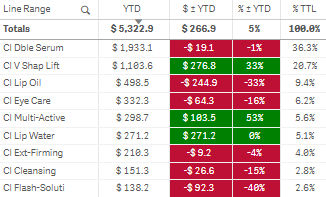 Line Range YTD $ ± YTD % ± YTD % TTL
Totals $ 5,322.9 $ 266.9 5% 100.0%
Cl Dble Serum $ 1,933.1 -$ 19.1 -1% 36.3%
Cl V Shap Lift $ 1,103.6 $ 276.8 33% 20.7%
Cl Lip Oil $ 498.5 -$ 244.9 -33% 9.4%
Cl Eye Care $ 332.3 -$ 64.3 -16% 6.2%
Cl Multi-Active $ 298.7 $ 103.5 53% 5.6%
Cl Lip Water $ 271.2 $ 271.2 0% 5.1%
Cl Ext-Firming $ 210.3 -$ 9.2 -4% 4.0%
Cl Cleansing $ 151.3 -$ 26.6 -15% 2.8%
Cl Flash-Soluti $ 138.2 -$ 92.3 -40% 2.6%